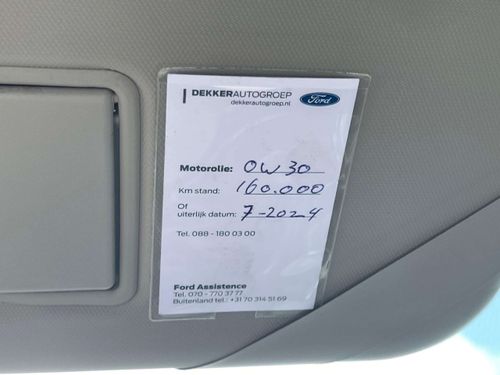 DEKKERAUTOGROEP
dekkerautogroep.nl
Ford
Motorolie: 0W30
Km stand: 160.000
Of
uiterlijk datum: 7-2024
Tel. 088 - 180 03 00
Ford Assistence
Tel. 070 - 770 37 77
Buitenland tel.: +31 70 314 51 69